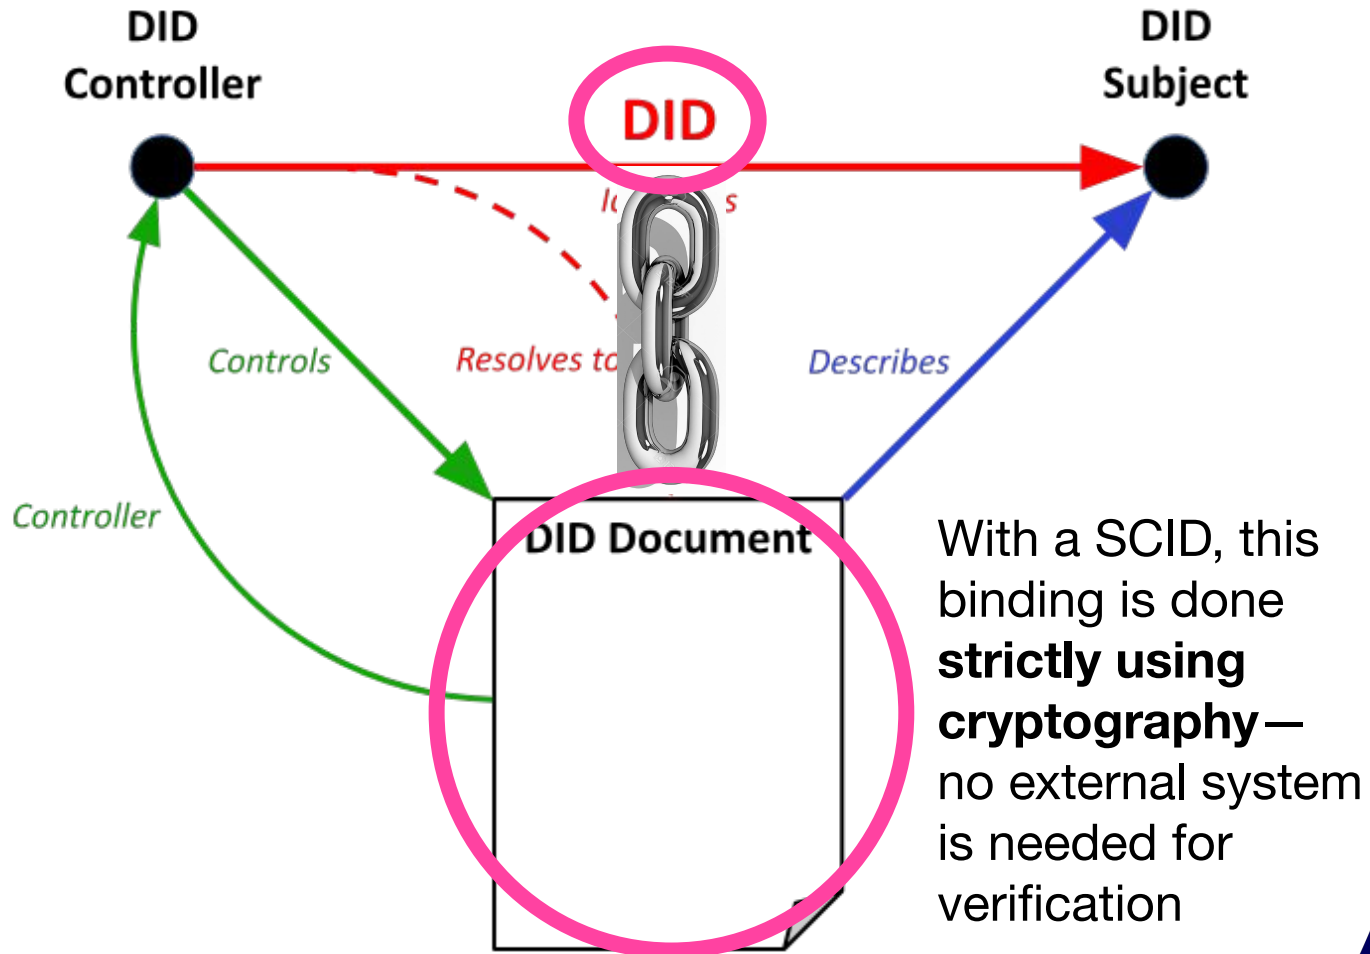 DID
Controller
DID
DID
Subject
Controls
Resolves to
Describes
Controller
DID Document
With a SCID, this
binding is done
strictly using
cryptography—
no external system
is needed for
verification